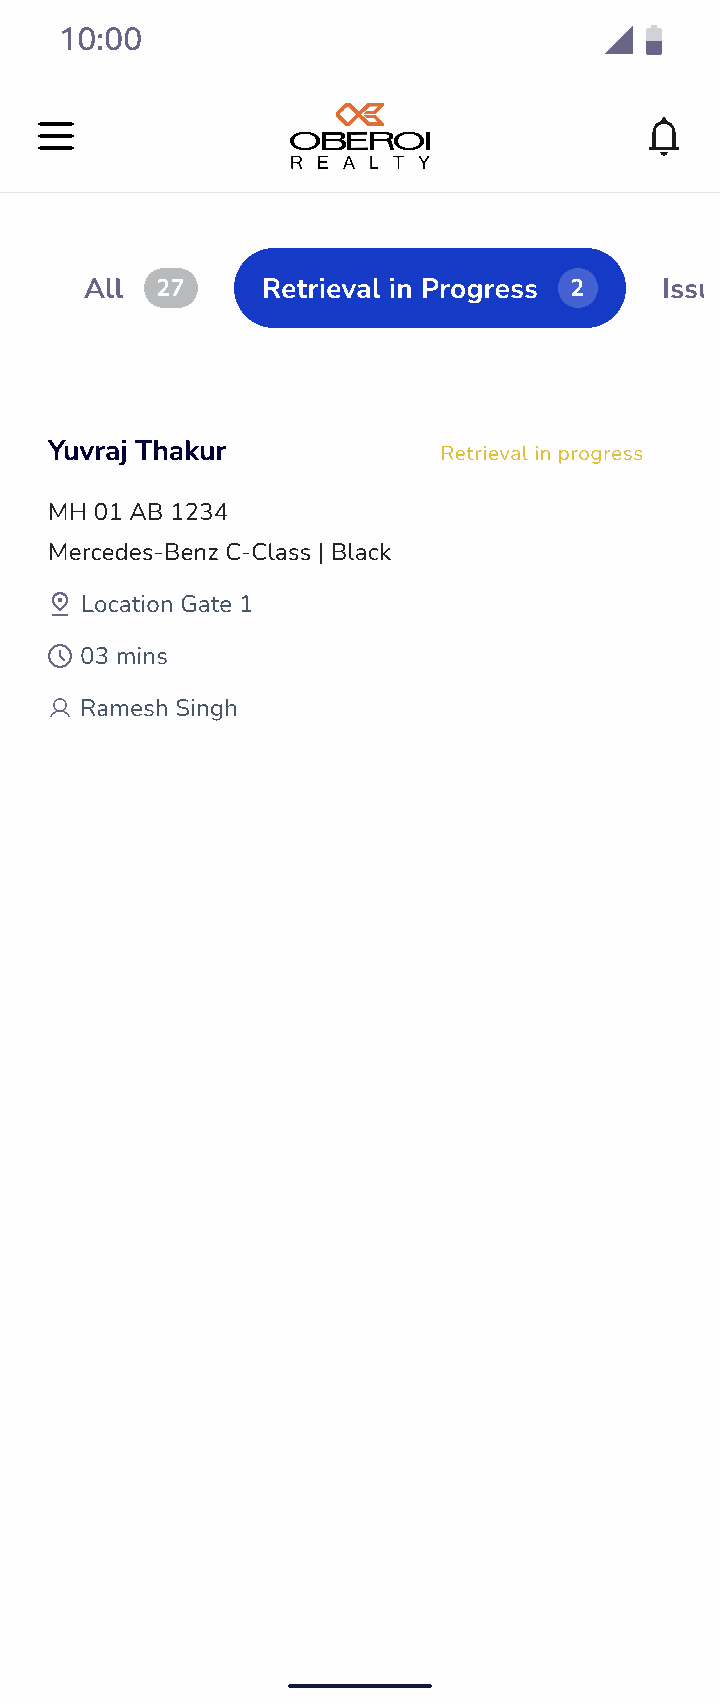 10:00
OBEROI
REALTY
All 27 Retrieval in Progress 2 Issu
Yuvraj Thakur Retrieval in progress
MH 01 AB 1234
Mercedes-Benz C-Class | Black
Location Gate 1
03 mins
Ramesh Singh